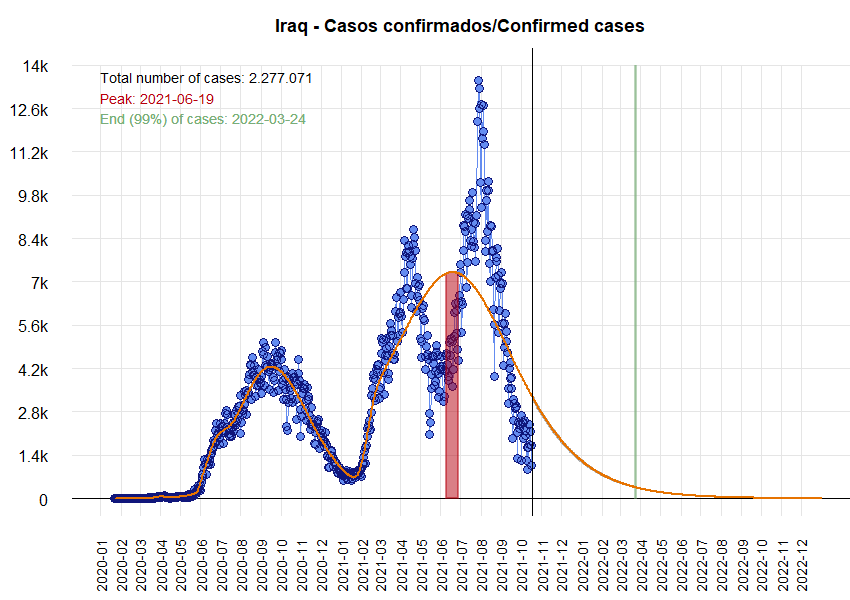 Iraq - Casos confirmados/Confirmed cases
14k
12.6k
11.2k
9.8k
8.4k
7k
5.6k
4.2k
2.8k
1.4k
0
Total number of cases: 2.277.071
Peak: 2021-06-19
End (99%) of cases: 2022-03-24
2020-01
2020-02
2020-03
2020-04
2020-05
2020-06
2020-07
2020-08
2020-09
2020-10
2020-11
2020-12
2021-01
2021-02
2021-03
2021-04
2021-05
2021-06
2021-07
2021-08
2021-09
2021-10
2021-11
2021-12
2022-01
2022-02
2022-03
2022-04
2022-05
2022-06
2022-07
2022-08
2022-09
2022-10
2022-11
2022-12